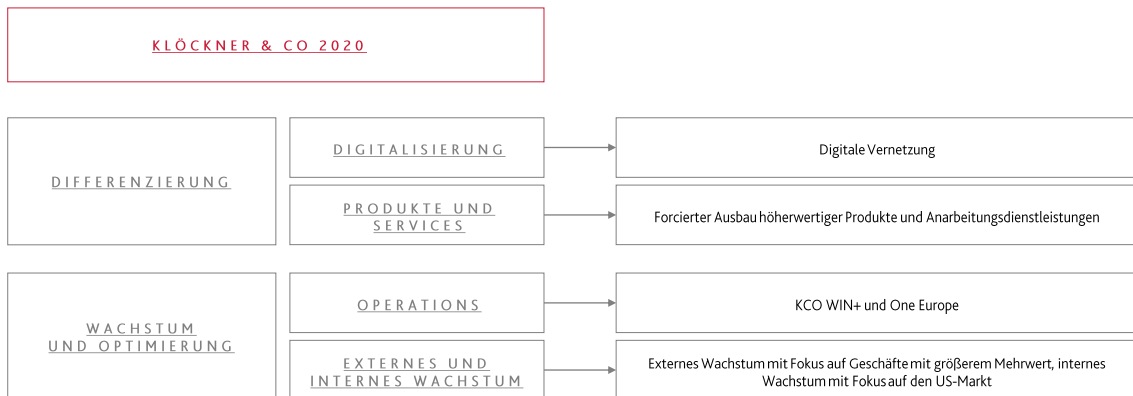 KLÖCKNER & CO 2020
DIFFERENZIERUNG
DIGITALISIERUNG
Digitale Vernetzung
PRODUKTE UND
SERVICES
Forcierter Ausbau höherwertiger Produkte und Anarbeitungsdienstleistungen
WACHSTUM
UND OPTIMIERUNG
OPERATIONS
KCO WIN+ und One Europe
EXTERNES UND
INTERNES WACHSTUM
Externes Wachstum mit Fokus auf Geschäfte mit größerem Mehrwert, internes
Wachstum mit Fokus auf den US-Markt